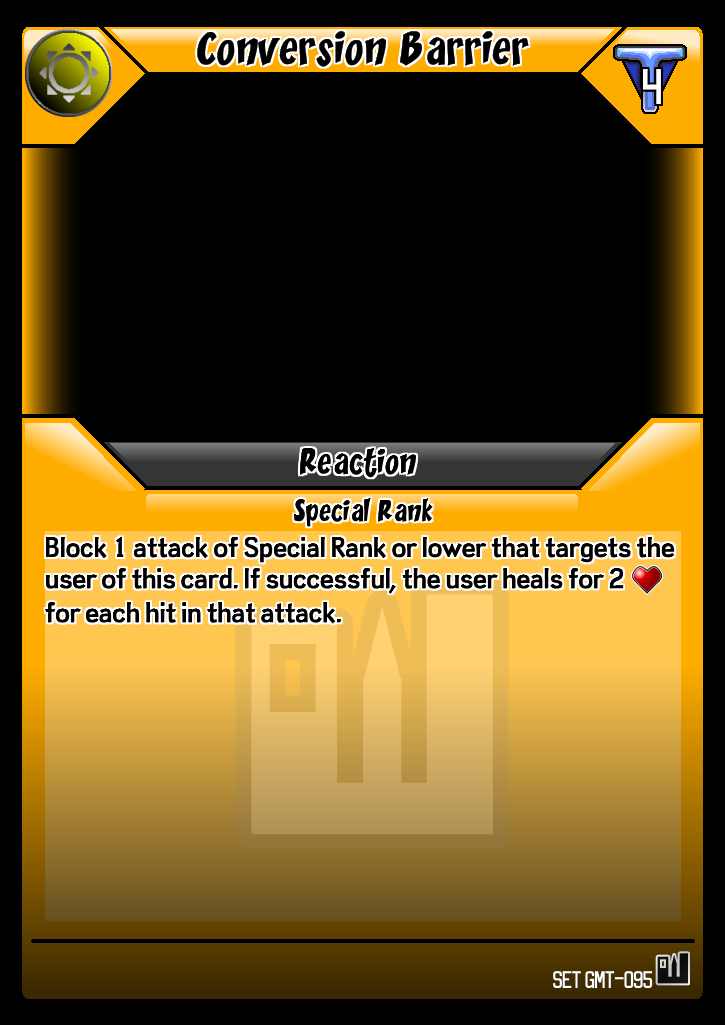 Conversion Barrier
4
Reaction
Special Rank
Block 1 attack of Special Rank or lower that targets the
user of this card. If successful, the user heals for 2
for each hit in that attack.
SET GMT-095